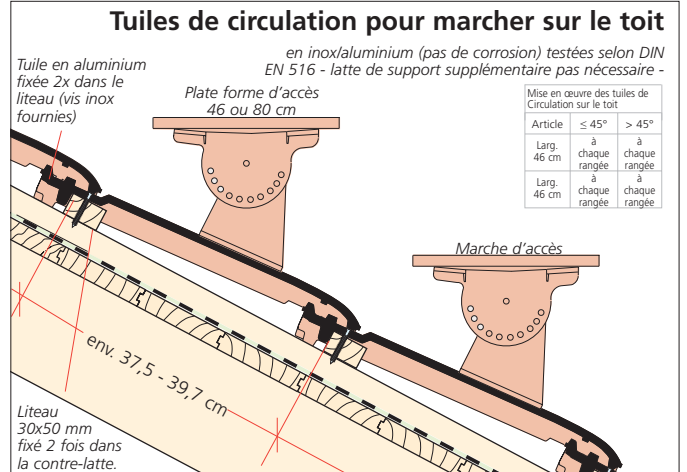 Tuiles de circulation pour marcher sur le toit
en inox/aluminium (pas de corrosion) testées selon DIN
EN 516 - latte de support supplémentaire pas nécessaire -
Tuile en aluminium
fixée 2x dans le
liteau (vis inox
fournies)
Plate forme d'accès
46 ou 80 cm
Mise en œuvre des tuiles de
Circulation sur le toit
Article ≤ 45° > 45°
Larg. 46 cm à chaque rangée à chaque rangée
Larg. 46 cm à chaque rangée à chaque rangée
Marche d'accès
env. 37,5 - 39,7 cm
Liteau
30x50 mm
fixé 2 fois dans
la contre-latte.